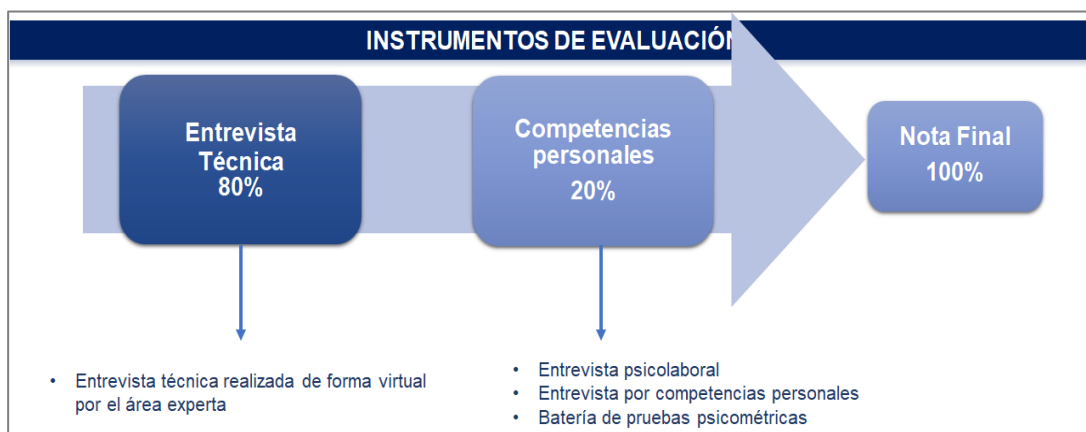 INSTRUMENTOS DE EVALUACIÓN
Entrevista
Técnica
80%
Competencias
personales
20%
Nota Final
100%
• Entrevista técnica realizada de forma virtual
por el área experta
• Entrevista psicolaboral
• Entrevista por competencias personales
• Batería de pruebas psicométricas